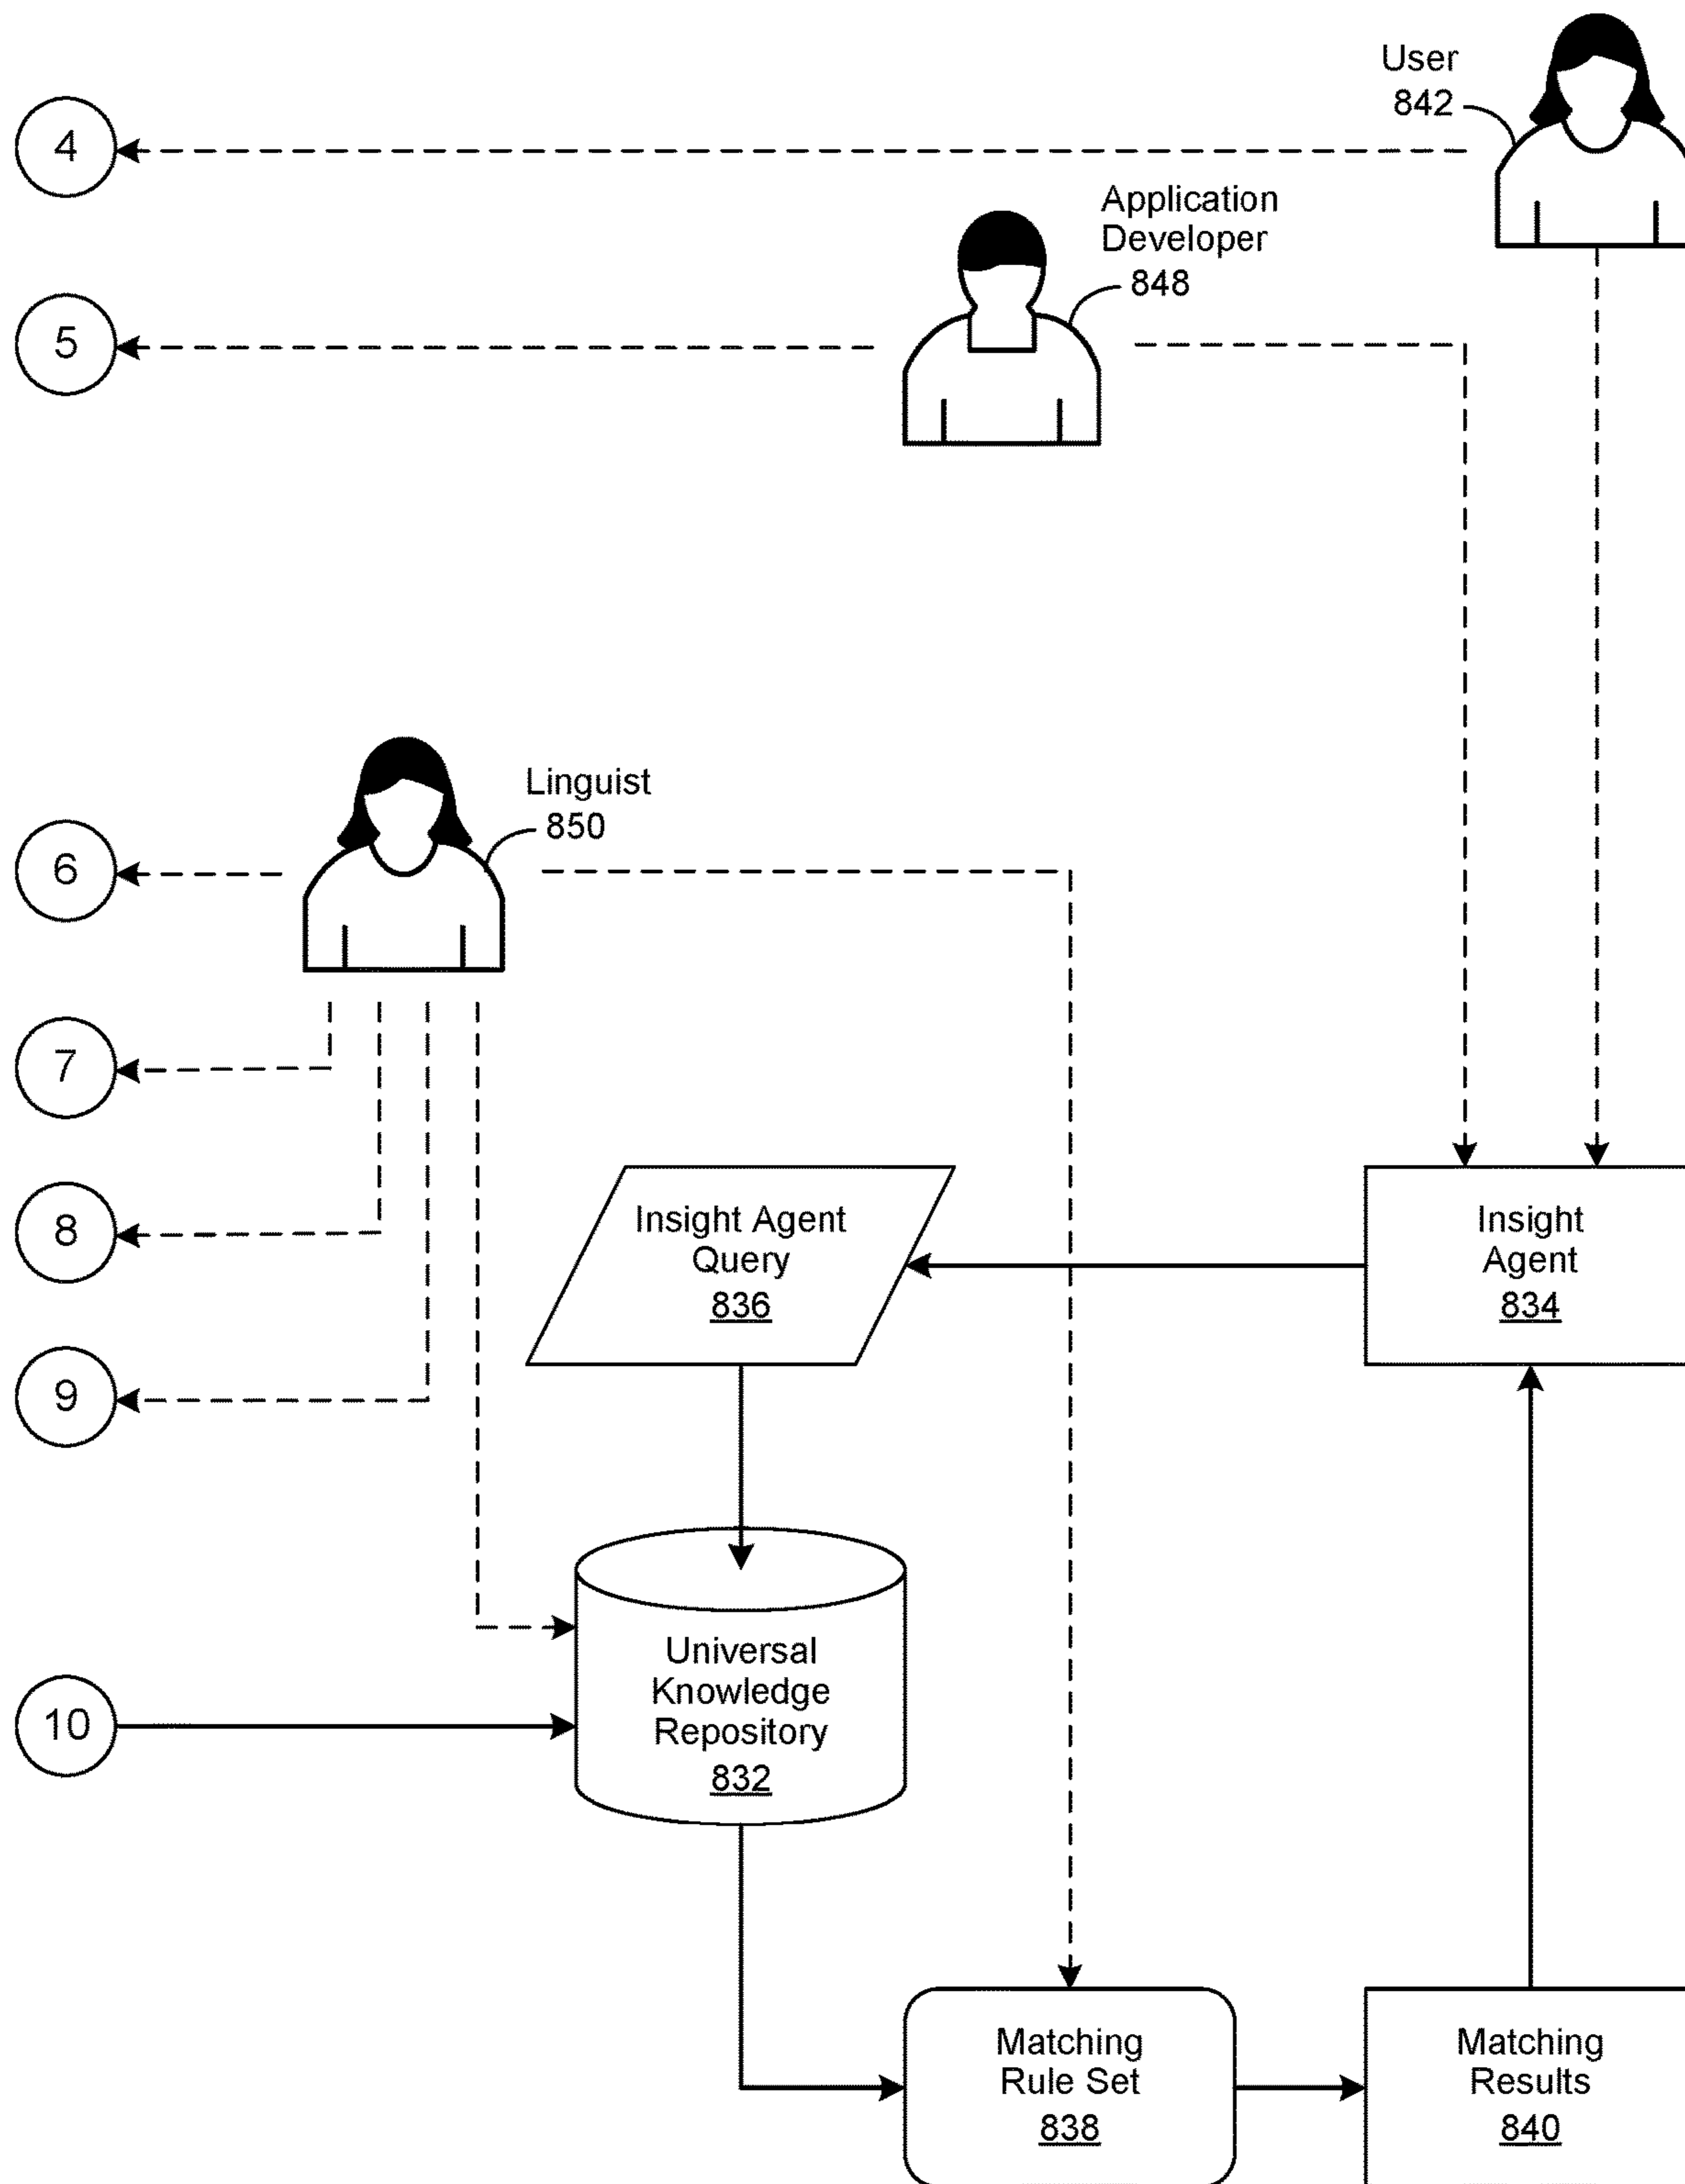 User
842
4
Application
Developer
848
5
Linguist
850
6
7
Insight Agent
Query
836
Insight
Agent
834
8
9
Universal
Knowledge
Repository
832
10
Matching
Rule Set
838
Matching
Results
840